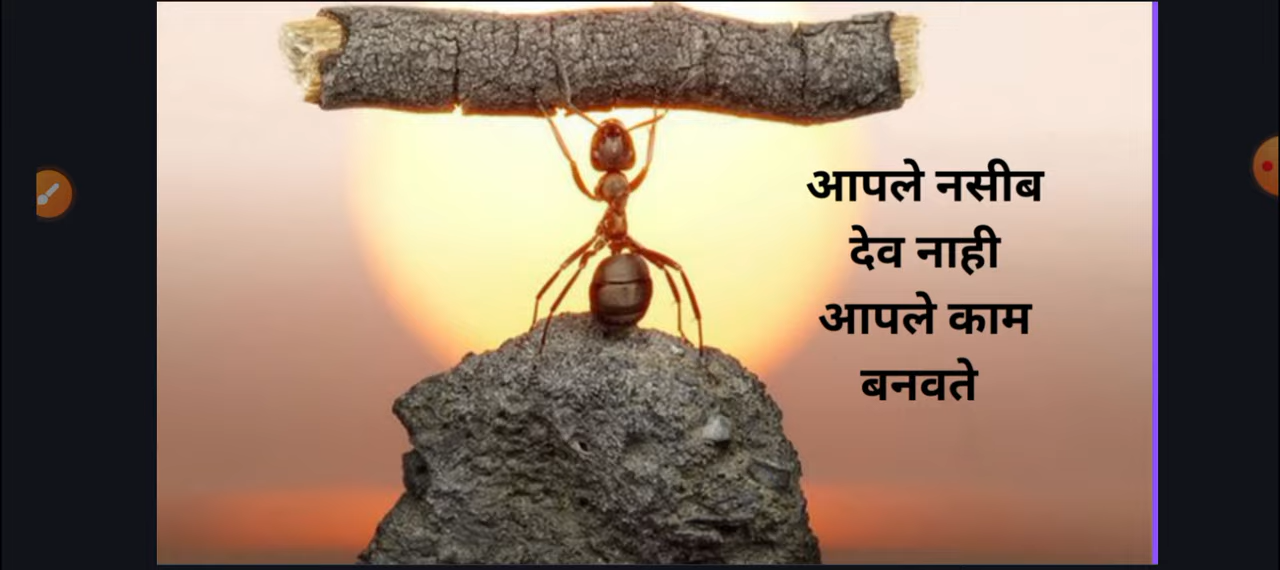 आपले नसीब
देव नाही
आपले काम
बनवते